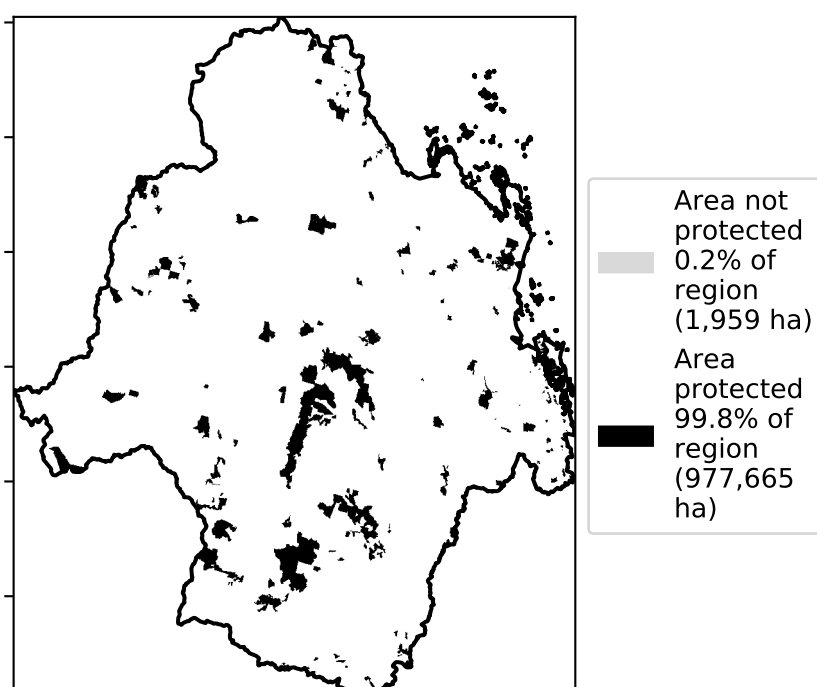 Area not
protected
0.2% of
region
(1,959 ha)
Area
protected
99.8% of
region
(977,665
ha)